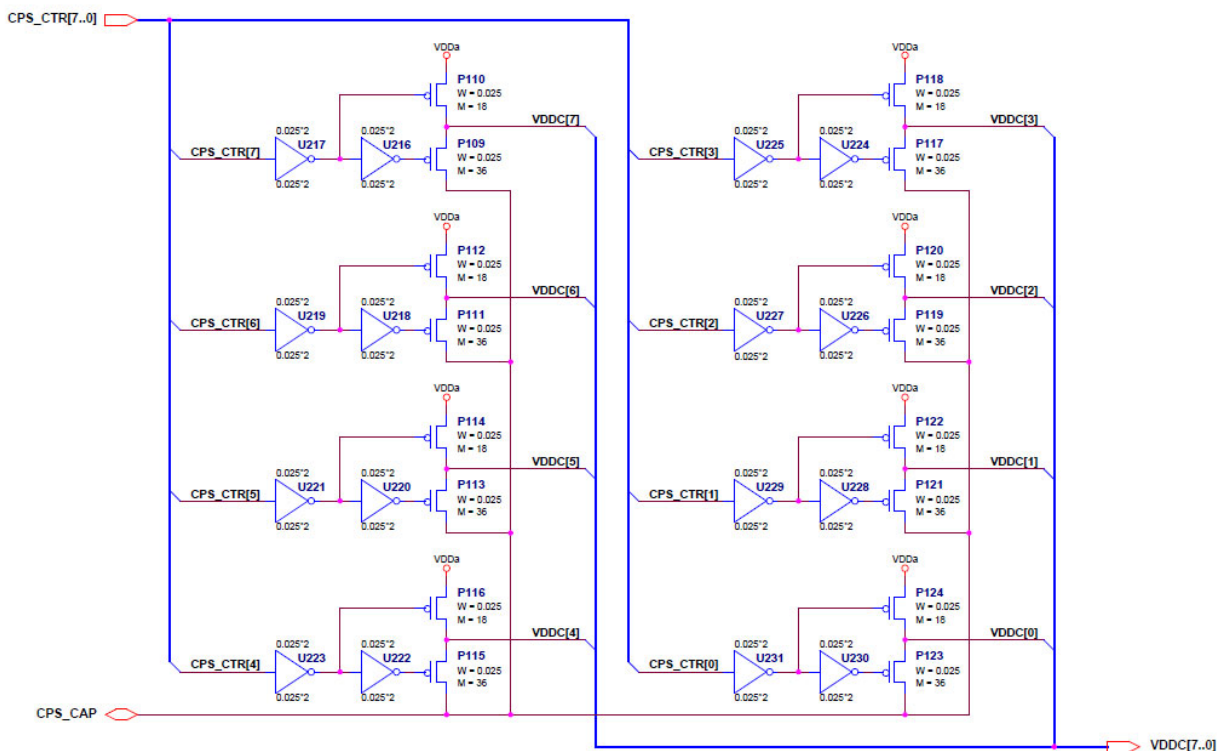 CPS_CTR[7..0]
VDDa
P110
W = 0.025
M = 18
VDDC[7]
0.025*2
U217
0.025*2
U216
P109
W = 0.025
M = 36
CPS_CTR[7]
0.025*2
0.025*2
VDDa
P118
W = 0.025
M = 18
VDDC[3]
0.025*2
U225
0.025*2
U224
P117
W = 0.025
M = 36
CPS_CTR[3]
0.025*2
0.025*2
VDDa
P112
W = 0.025
M = 18
VDDC[6]
0.025*2
U219
0.025*2
U218
P111
W = 0.025
M = 36
CPS_CTR[6]
0.025*2
0.025*2
VDDa
P120
W = 0.025
M = 18
VDDC[2]
0.025*2
U227
0.025*2
U226
P119
W = 0.025
M = 36
CPS_CTR[2]
0.025*2
0.025*2
VDDa
P114
W = 0.025
M = 18
VDDC[5]
0.025*2
U221
0.025*2
U220
P113
W = 0.025
M = 36
CPS_CTR[5]
0.025*2
0.025*2
VDDa
P122
W = 0.025
M = 18
VDDC[1]
0.025*2
U229
0.025*2
U228
P121
W = 0.025
M = 36
CPS_CTR[1]
0.025*2
0.025*2
VDDa
P116
W = 0.025
M = 18
VDDC[4]
0.025*2
U223
0.025*2
U222
P115
W = 0.025
M = 36
CPS_CTR[4]
0.025*2
0.025*2
VDDa
P124
W = 0.025
M = 18
VDDC[0]
0.025*2
U231
0.025*2
U230
P123
W = 0.025
M = 36
CPS_CTR[0]
0.025*2
0.025*2
CPS_CAP
VDDC[7..0]